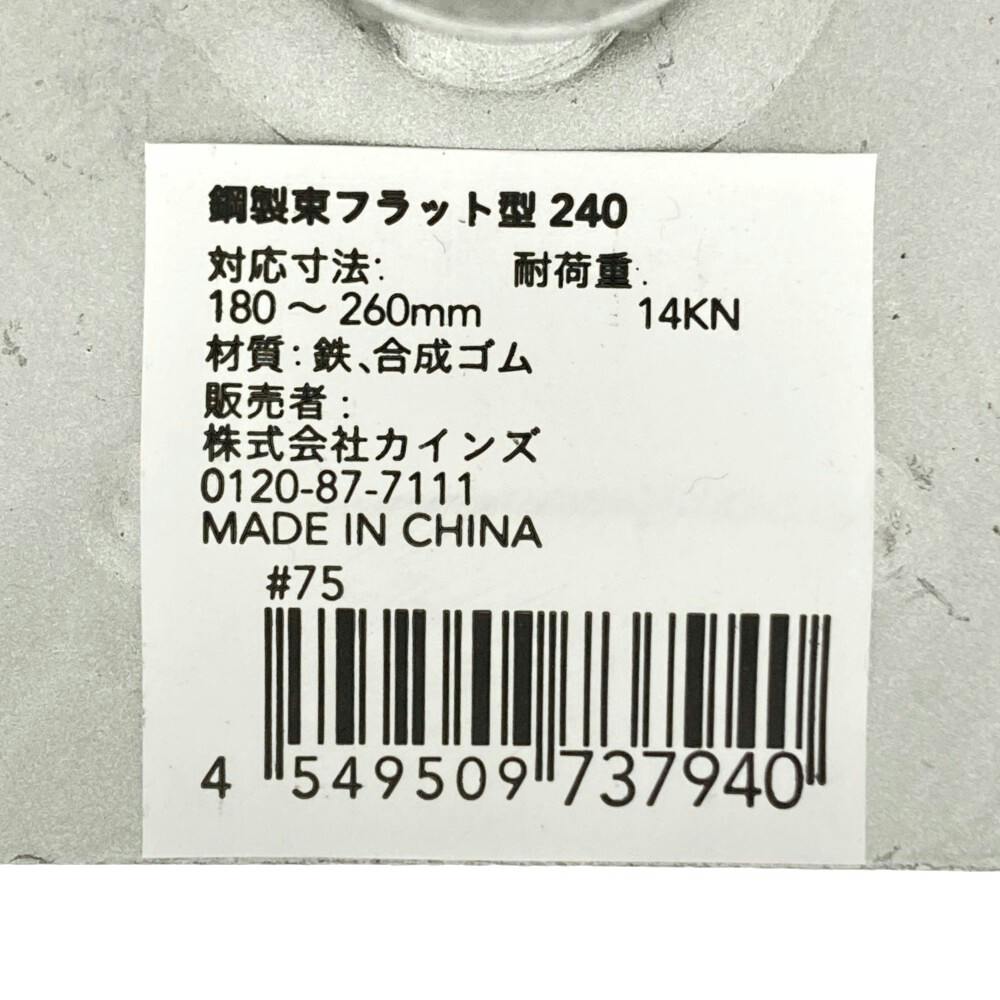 鋼製束フラット型 240
対応寸法: 耐荷重:
180～260mm 14KN
材質:鉄、合成ゴム
販売者:
株式会社カインズ
0120-87-7111
MADE IN CHINA
#75
4 549509 737940